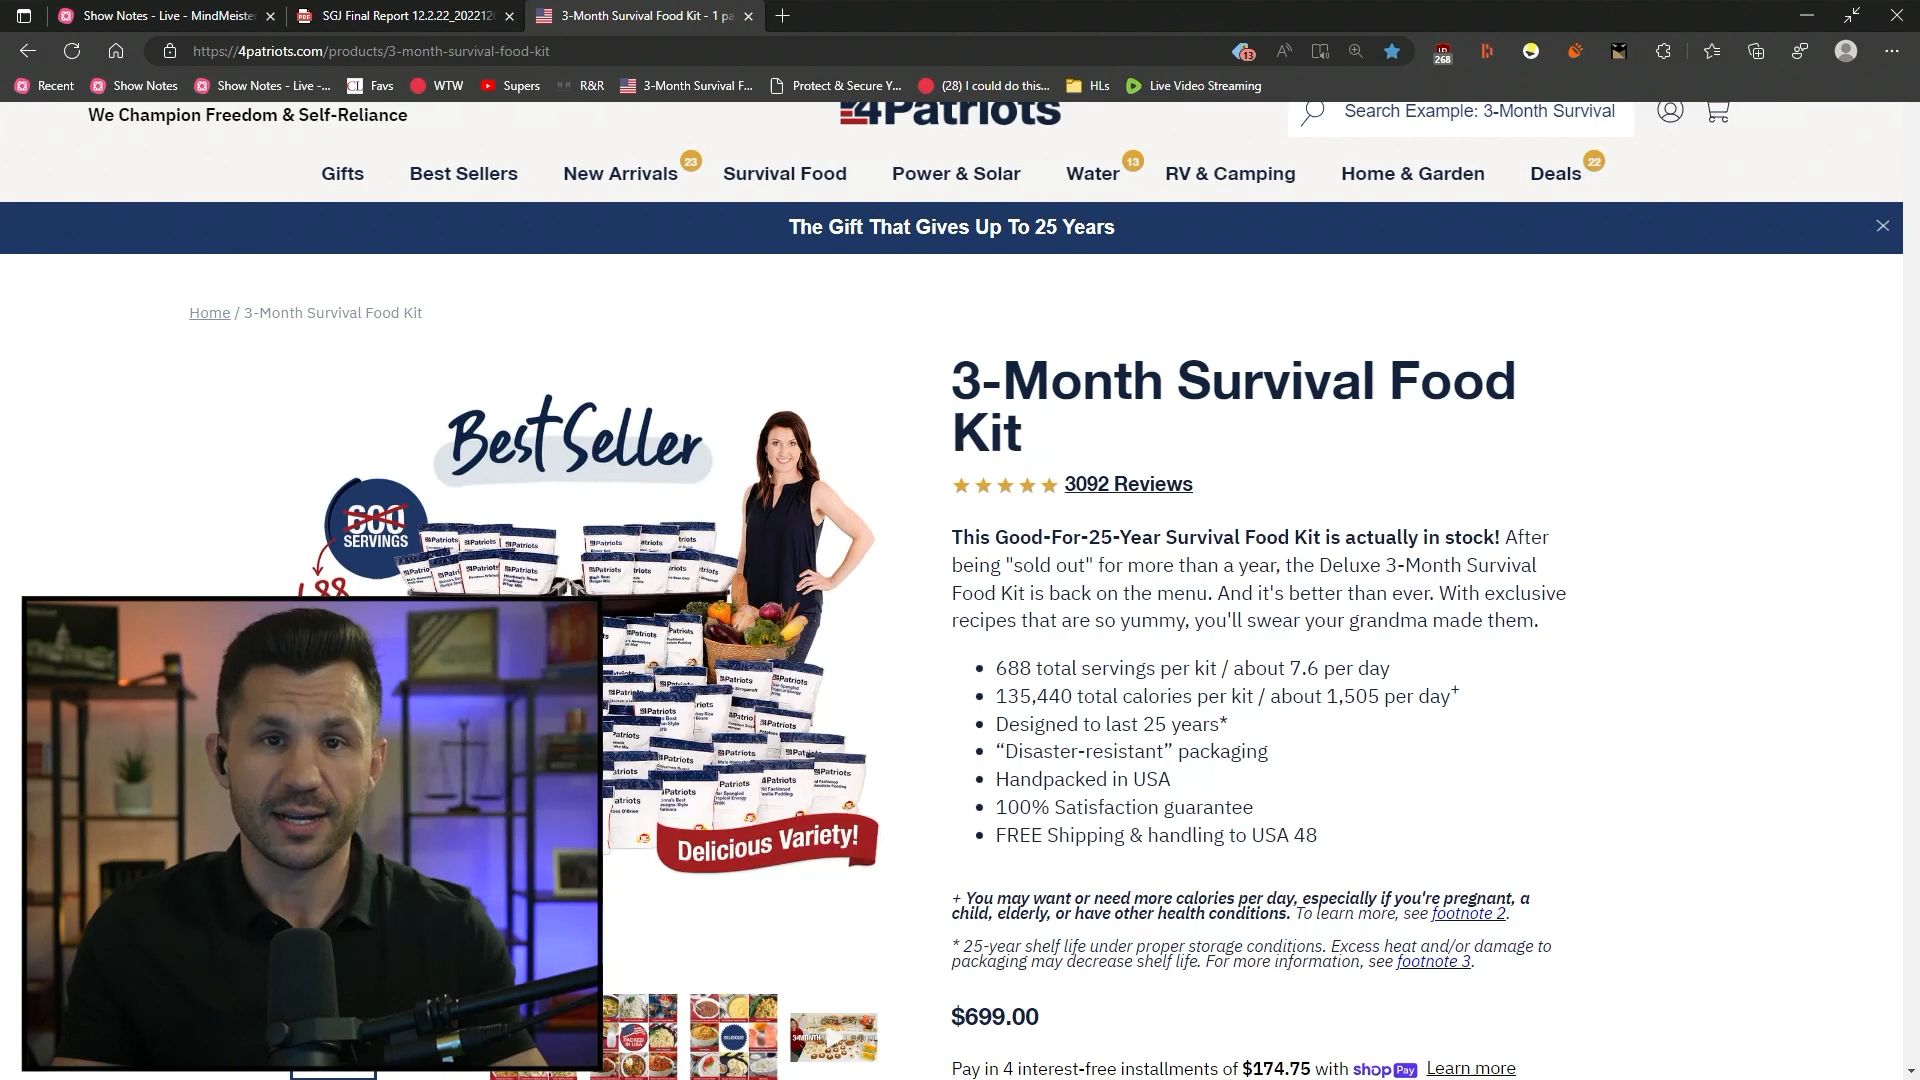 Show Notes - Live - MindMeister
SGJ Final Report 12.2.22_202212
3-Month Survival Food Kit - 1 pa
https://4patriots.com/products/3-month-survival-food-kit
13
268
Recent
Show Notes
Show Notes - Live -...
CL Favs
WTW
Supers
R&R
3-Month Survival F...
Protect & Secure Y...
(28) I could do this...
HLs
Live Video Streaming
We Champion Freedom & Self-Reliance
4Patriots
Search Example: 3-Month Survival
Gifts
Best Sellers
New Arrivals 23
Survival Food
Power & Solar
Water 13
RV & Camping
Home & Garden
Deals 22
The Gift That Gives Up To 25 Years
Home / 3-Month Survival Food Kit
Best Seller
600
SERVINGS
688
Delicious Variety!
3-Month Survival Food
Kit
3092 Reviews
This Good-For-25-Year Survival Food Kit is actually in stock! After
being "sold out" for more than a year, the Deluxe 3-Month Survival
Food Kit is back on the menu. And it's better than ever. With exclusive
recipes that are so yummy, you'll swear your grandma made them.
• 688 total servings per kit / about 7.6 per day
• 135,440 total calories per kit / about 1,505 per day+
• Designed to last 25 years*
• “Disaster-resistant” packaging
• Handpacked in USA
• 100% Satisfaction guarantee
• FREE Shipping & handling to USA 48
+ You may want or need more calories per day, especially if you're pregnant, a
child, elderly, or have other health conditions. To learn more, see footnote 2.
* 25-year shelf life under proper storage conditions. Excess heat and/or damage to
packaging may decrease shelf life. For more information, see footnote 3.
$699.00
Pay in 4 interest-free installments of $174.75 with shop Pay Learn more